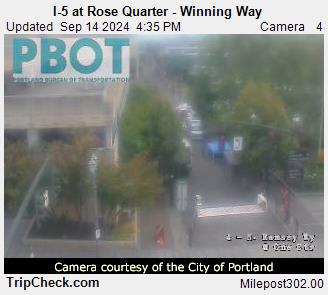 I-5 at Rose Quarter - Winning Way
Updated Sep 14 2024 4:35 PM Camera 4
PBOT
PORTLAND BUREAU OF TRANSPORTATION
Camera courtesy of the City of Portland
TripCheck.com Milepost302.00